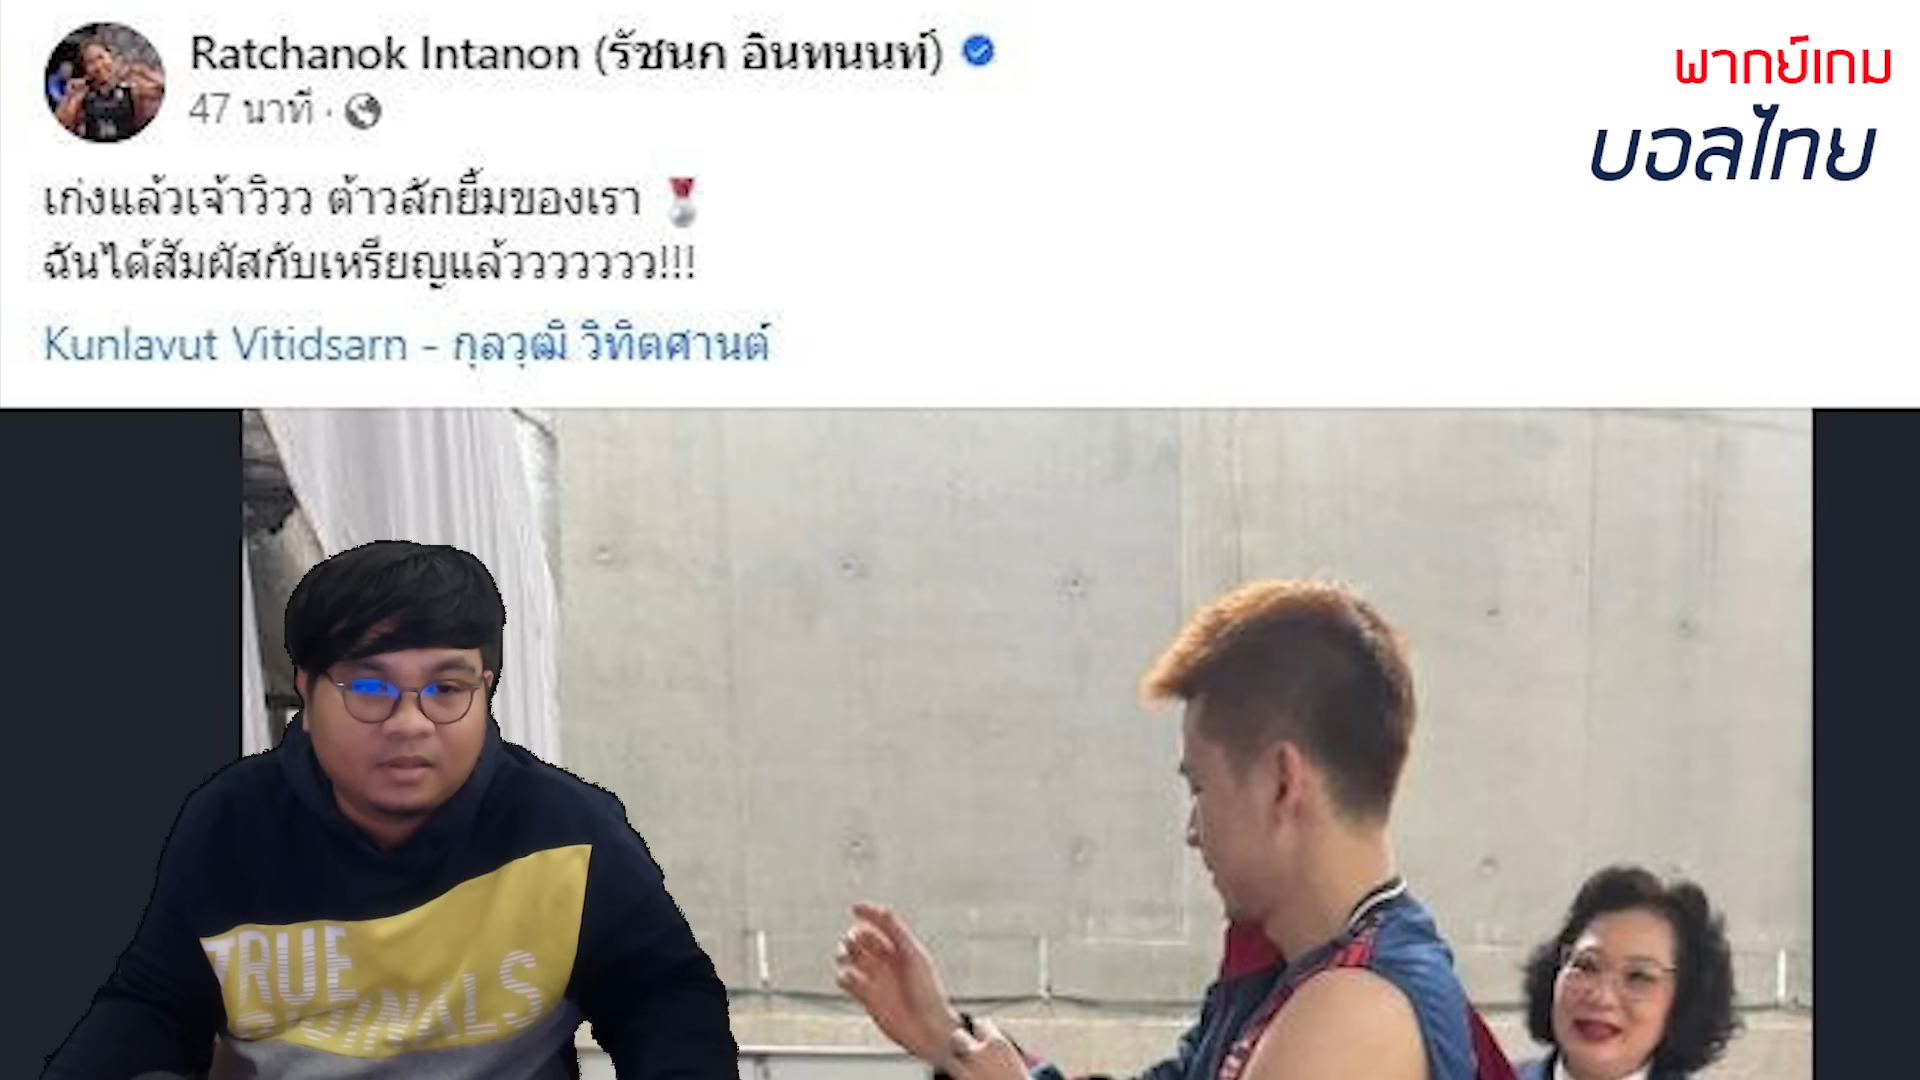 Ratchanok Intanon (รัชนก อินทนนท์)
47 นาที ·
พากย์เกม
บอลไทย
เก่งแล้วเจ้าวิวว ต้าวลักยิ้มของเรา
ฉันได้สัมผัสกับเหรียญแล้วววววววว!!!
Kunlavut Vitidsarn - กุลวุฒิ วิทิตศานต์
TRUE
ORIGINALS